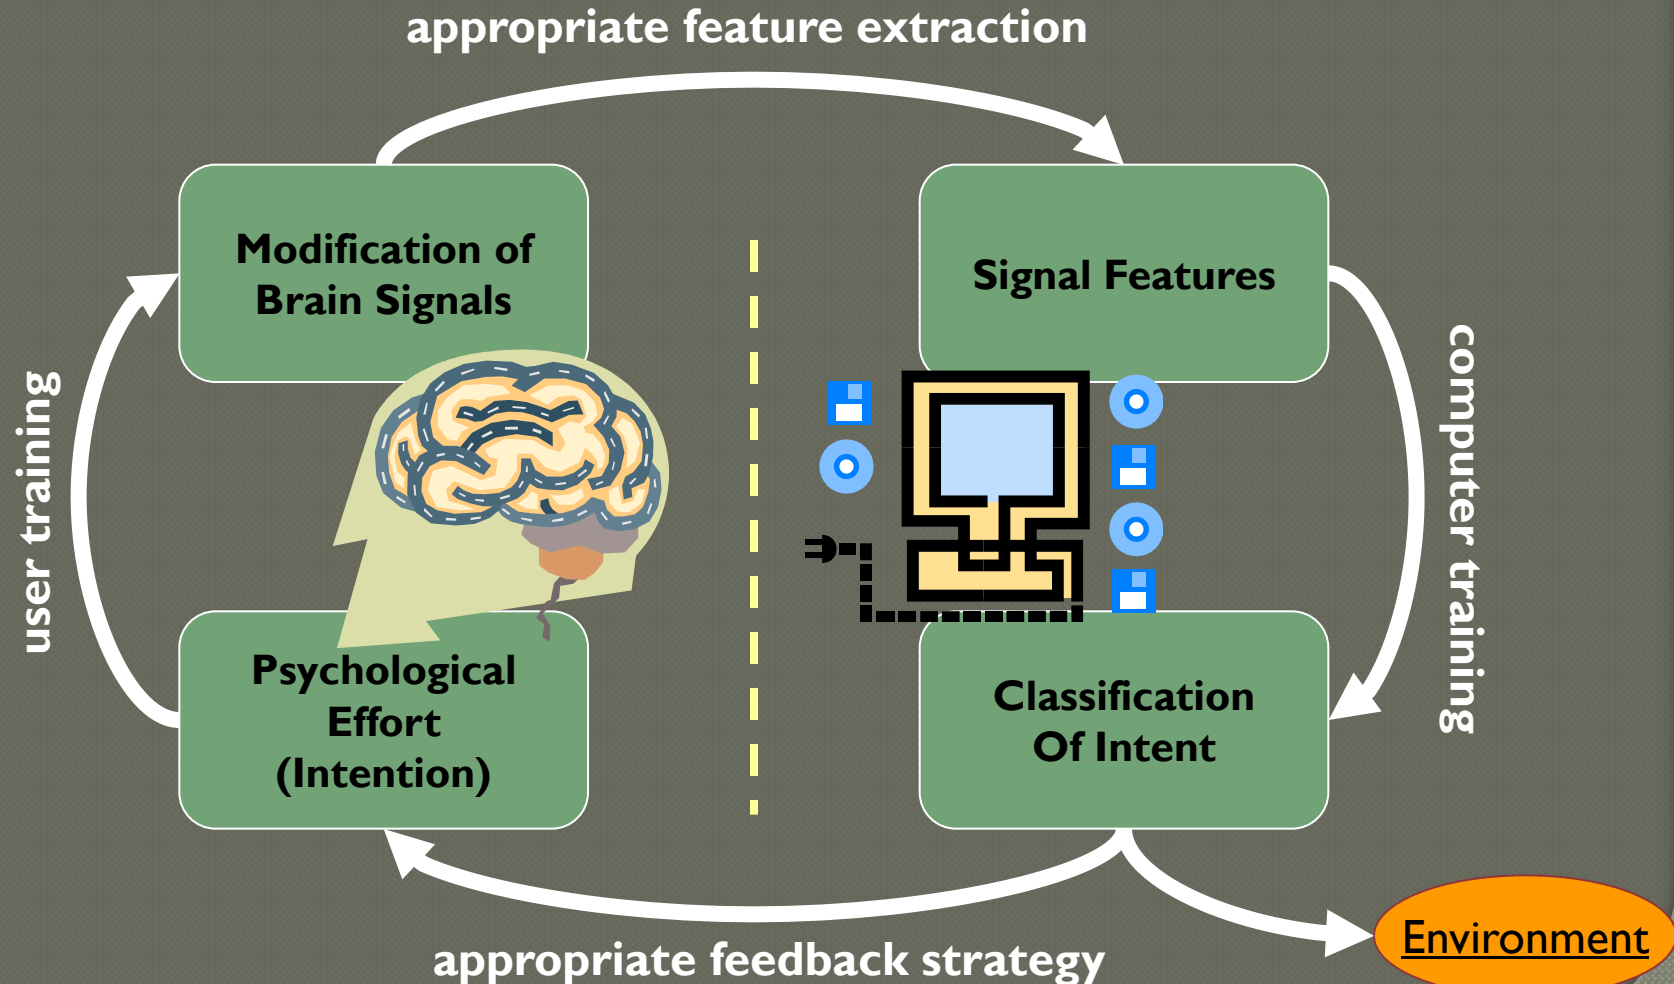 appropriate feature extraction
Modification of
Brain Signals
Signal Features
user training
computer training
Psychological
Effort
(Intention)
Classification
Of Intent
appropriate feedback strategy
Environment